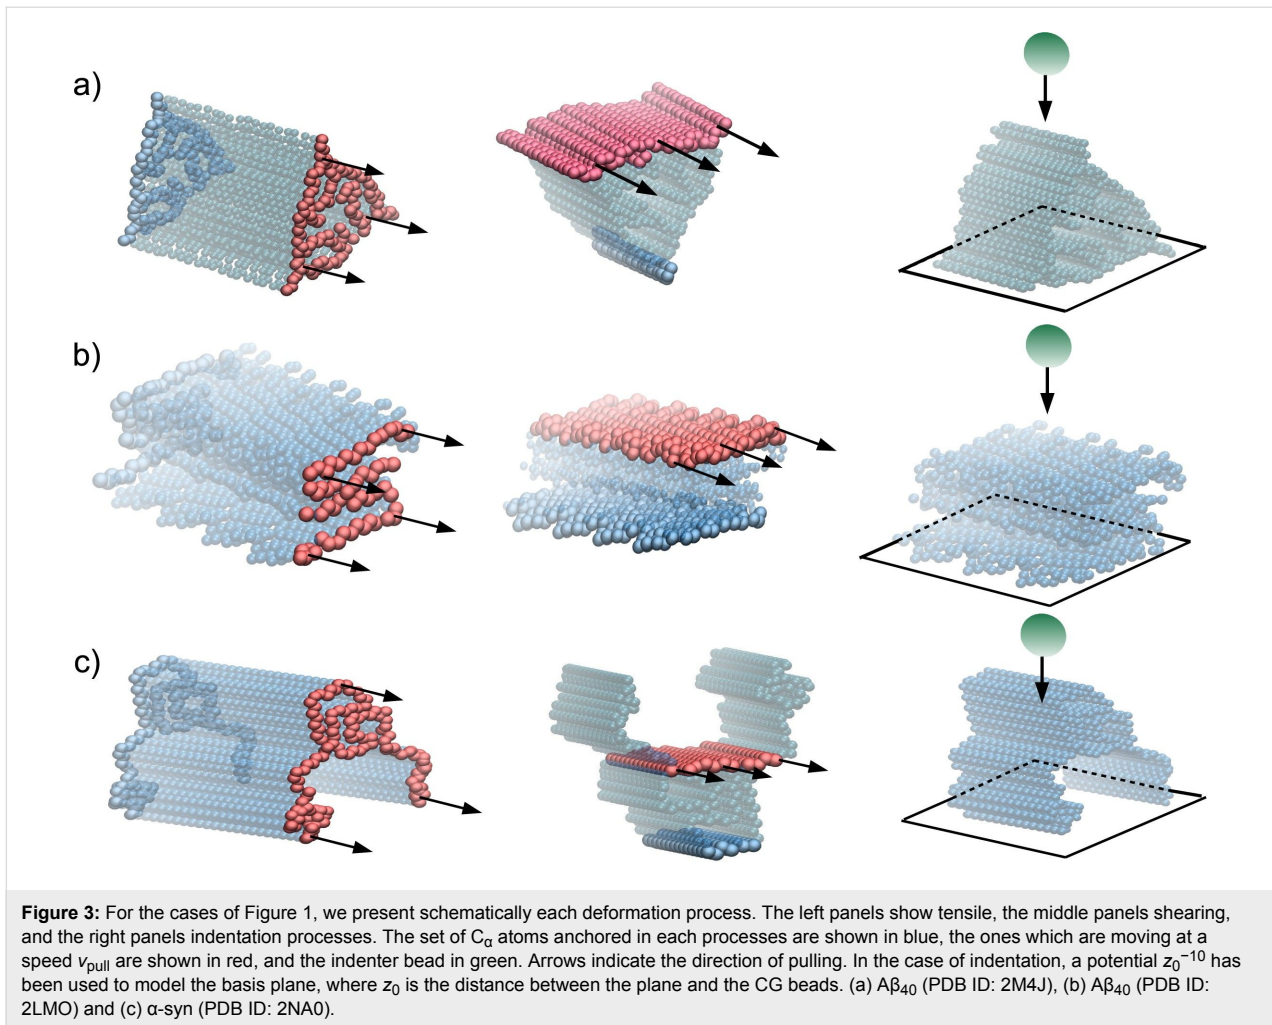 a)
b)
c)
Figure 3: For the cases of Figure 1, we present schematically each deformation process. The left panels show tensile, the middle panels shearing,
and the right panels indentation processes. The set of Cα atoms anchored in each processes are shown in blue, the ones which are moving at a
speed vpull are shown in red, and the indenter bead in green. Arrows indicate the direction of pulling. In the case of indentation, a potential z₀⁻¹⁰ has
been used to model the basis plane, where z₀ is the distance between the plane and the CG beads. (a) Aβ₄₀ (PDB ID: 2M4J), (b) Aβ₄₀ (PDB ID:
2LMO) and (c) α-syn (PDB ID: 2NA0).